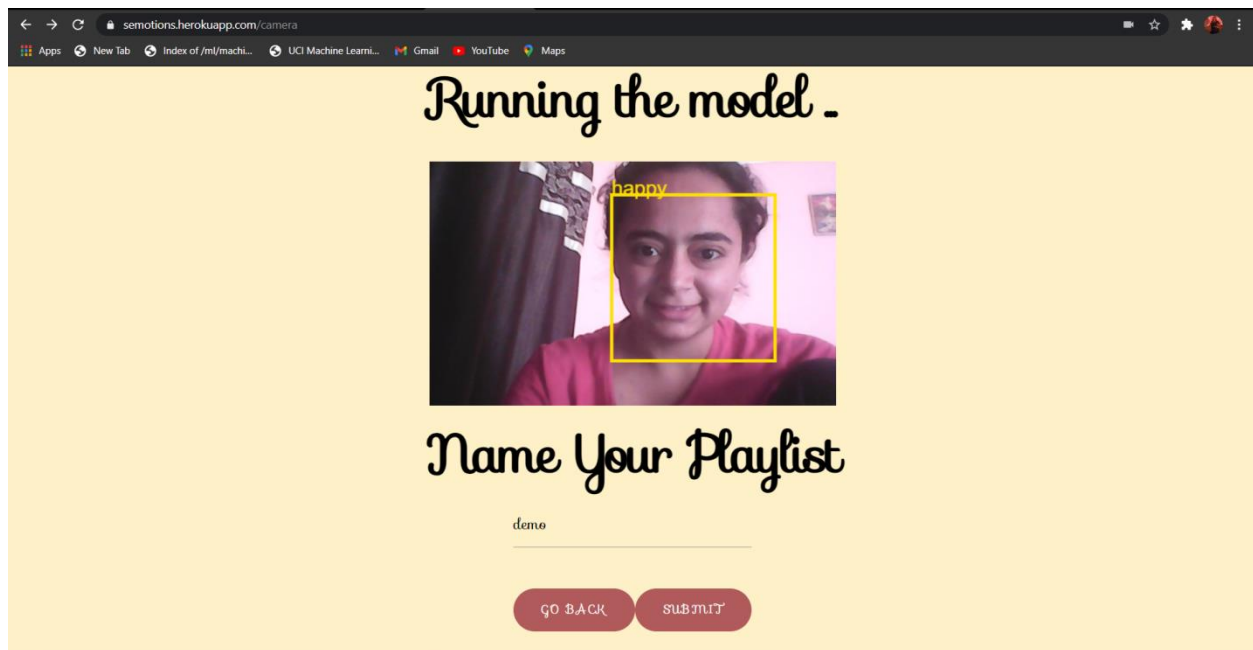 semotions.herokuapp.com/camera
Apps New Tab Index of /ml/machi... UCI Machine Learni... Gmail YouTube Maps
Running the model ..
happy
Name Your Playlist
demo
GO BACK SUBMIT